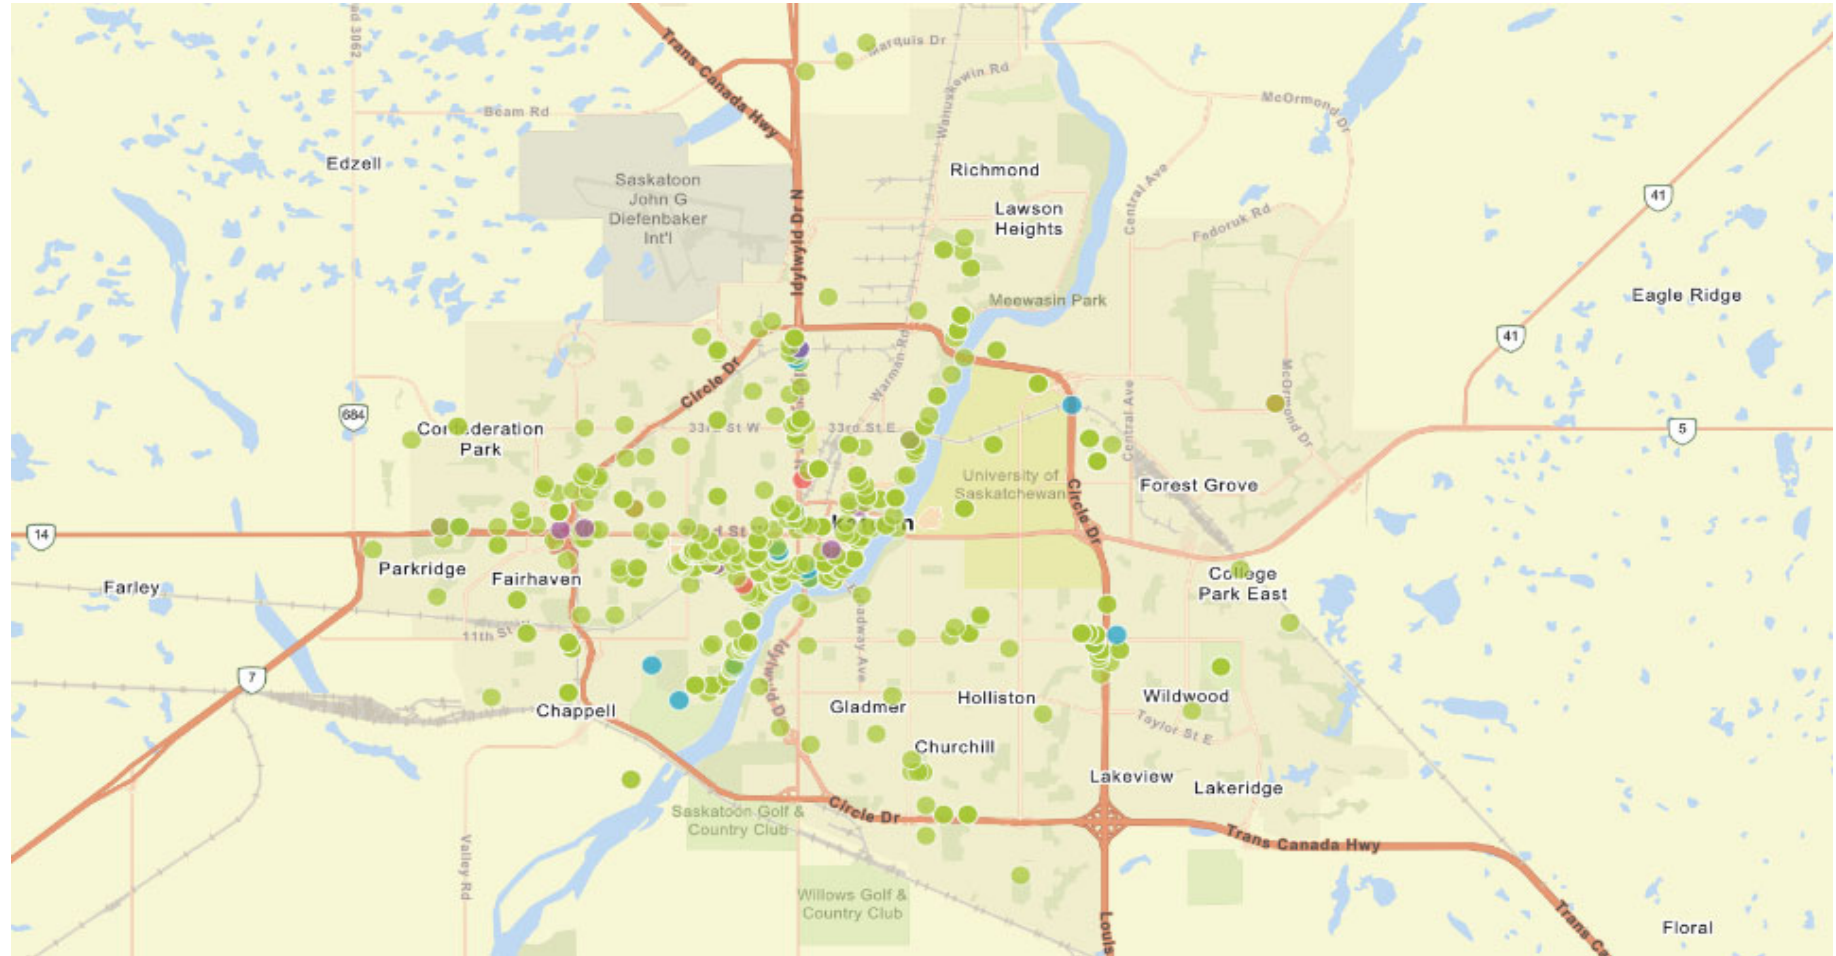 Trans Canada Hwy
Marquis Dr
Wanuskewin Rd
Beam Rd
McOrmond Dr
Edzell
Richmond
Saskatoon
John G
Diefenbaker
Int'l
Idylwyld Dr N
Lawson
Heights
Central Ave
Fedoruk Rd
41
Eagle Ridge
Meewasin Park
41
Warman Rd
Circle Dr
McOrmond Dr
684
33rd St W
33rd St E
Central Ave
5
Park
University of
Saskatchewan
Circle Dr
Forest Grove
14
Parkridge
Fairhaven
Farley
College
Park East
11th St W
7
Chappell
Gladmer
Holliston
Wildwood
Taylor St E
Churchill
Lakeview
Lakeridge
Saskatoon Golf &
Country Club
Circle Dr
Trans Canada Hwy
Valley Rd
Willows Golf &
Country Club
Louis
Trans Ca
Floral